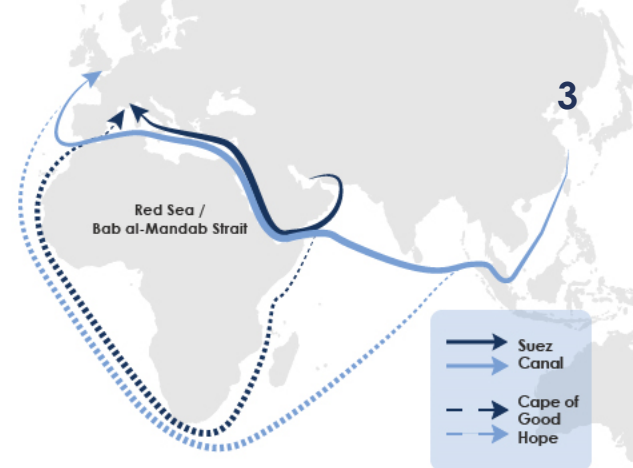 3
Red Sea /
Bab al-Mandab Strait
Suez
Canal
Cape of
Good
Hope